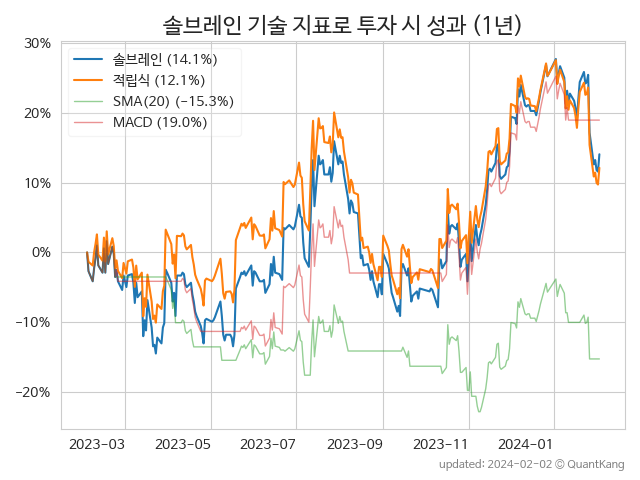 솔브레인 기술 지표로 투자 시 성과 (1년)
30%
20%
10%
0%
−10%
−20%
솔브레인 (14.1%)
적립식 (12.1%)
SMA(20) (−15.3%)
MACD (19.0%)
2023-03 2023-05 2023-07 2023-09 2023-11 2024-01
updated: 2024-02-02 © QuantKang